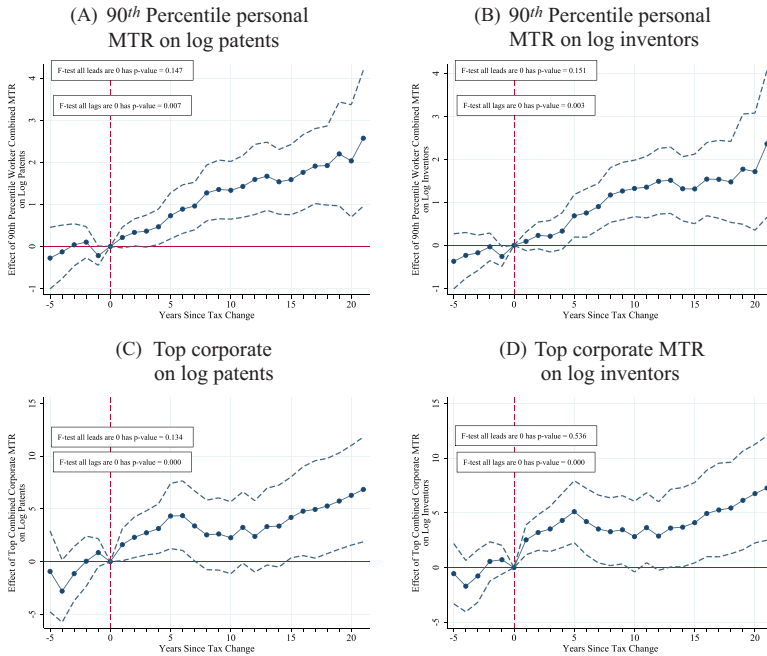 (A) 90th Percentile personal
MTR on log patents
F-test all leads are 0 has p-value = 0.147
F-test all lags are 0 has p-value = 0.007
Effect of 90th Percentile Worker Combined MTR
on Log Patents
4
3
2
1
0
-1
-5
0
5
10
15
20
Years Since Tax Change
(B) 90th Percentile personal
MTR on log inventors
F-test all leads are 0 has p-value = 0.151
F-test all lags are 0 has p-value = 0.003
Effect of 90th Percentile Worker Combined MTR
on Log Inventors
4
3
2
1
0
-1
-5
0
5
10
15
20
Years Since Tax Change
(C) Top corporate
on log patents
F-test all leads are 0 has p-value = 0.134
F-test all lags are 0 has p-value = 0.000
Effect of Top Combined Corporate MTR
on Log Patents
15
10
5
0
-5
-5
0
5
10
15
20
Years Since Tax Change
(D) Top corporate MTR
on log inventors
F-test all leads are 0 has p-value = 0.536
F-test all lags are 0 has p-value = 0.000
Effect of Top Combined Corporate MTR
on Log Inventors
15
10
5
0
-5
-5
0
5
10
15
20
Years Since Tax Change